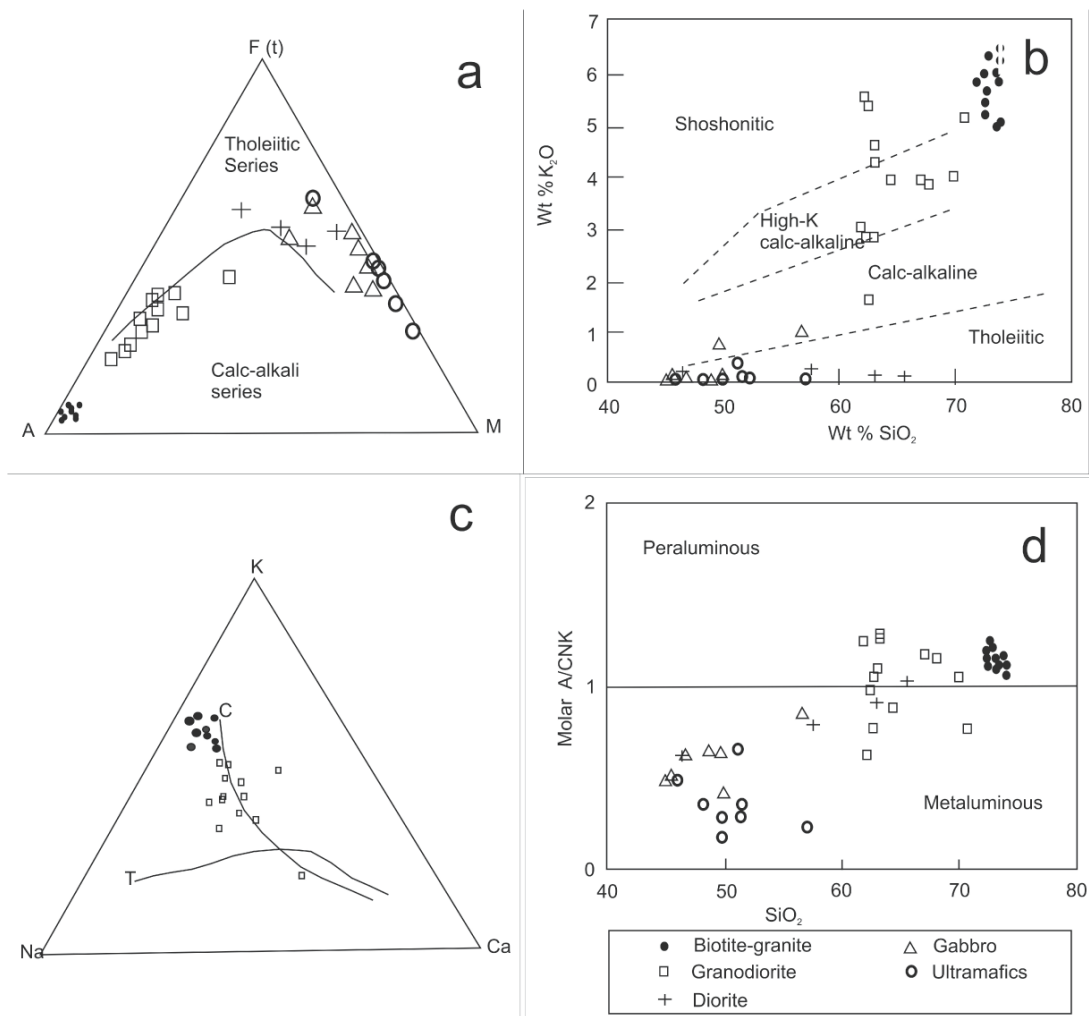 a
F (t)
Tholeiitic
Series
Calc-alkali
series
A
M
b
7
6
5
4
3
2
1
0
Wt % K₂O
Shoshonitic
High-K
calc-alkaline
Calc-alkaline
Tholeiitic
40
50
60
70
80
Wt % SiO₂
c
K
C
T
Na
Ca
d
2
1
0
Molar A/CNK
Peraluminous
Metaluminous
40
50
60
70
80
SiO₂
Biotite-granite
Gabbro
Granodiorite
Ultramafics
Diorite